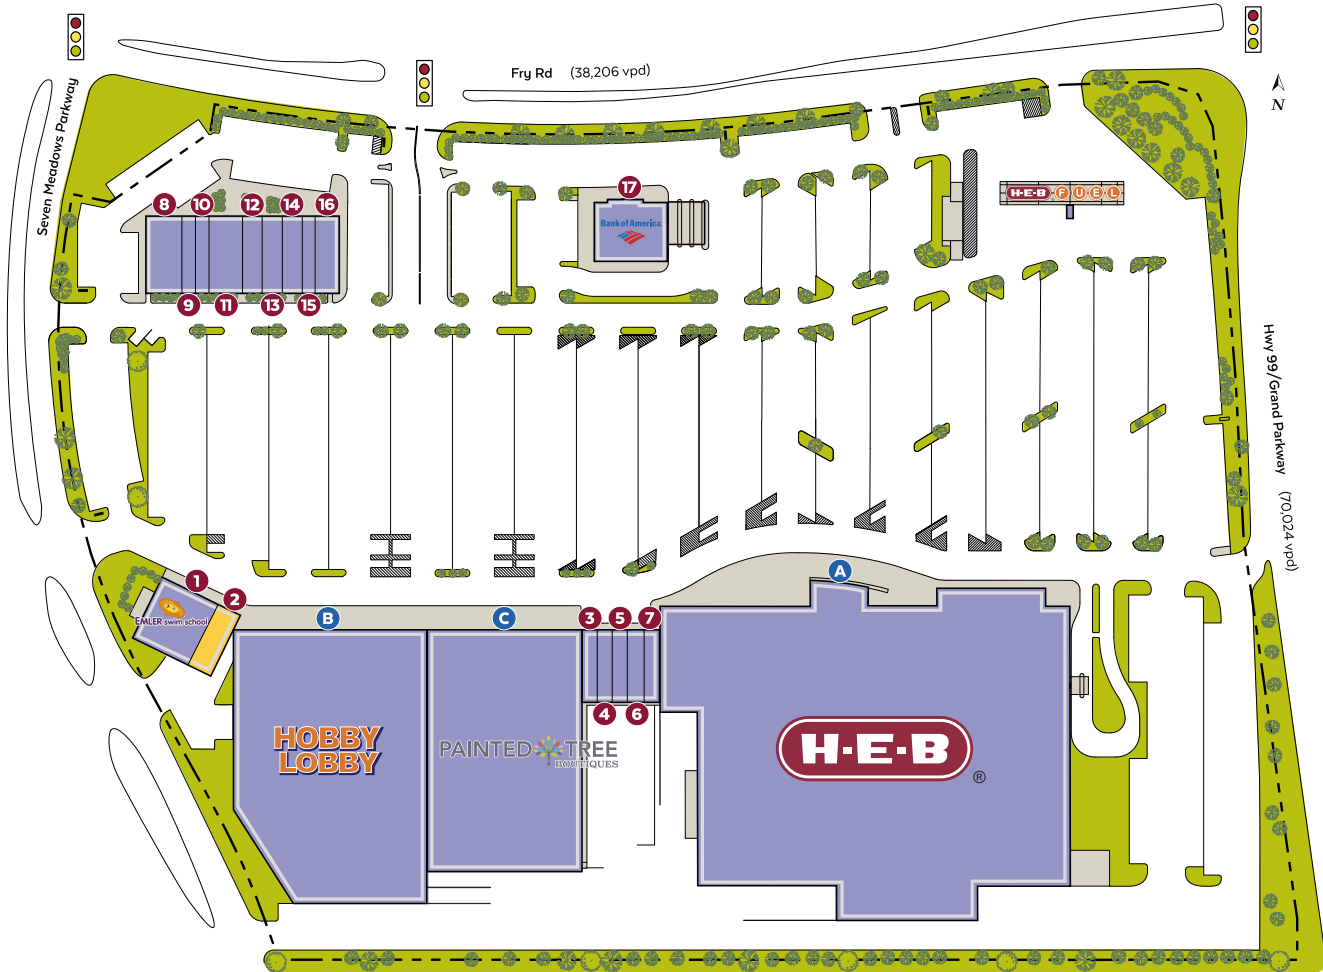 Fry Rd (38,206 vpd)
N
Seven Meadows Parkway
8
10
12
14
16
17
Bank of America
H-E-B FUEL
9
11
13
15
Hwy 99/Grand Parkway (70,024 vpd)
1
2
EMLER swim school
B
C
3
5
7
A
4
6
HOBBY
LOBBY
PAINTED TREE
BOUTIQUES
H-E-B
®